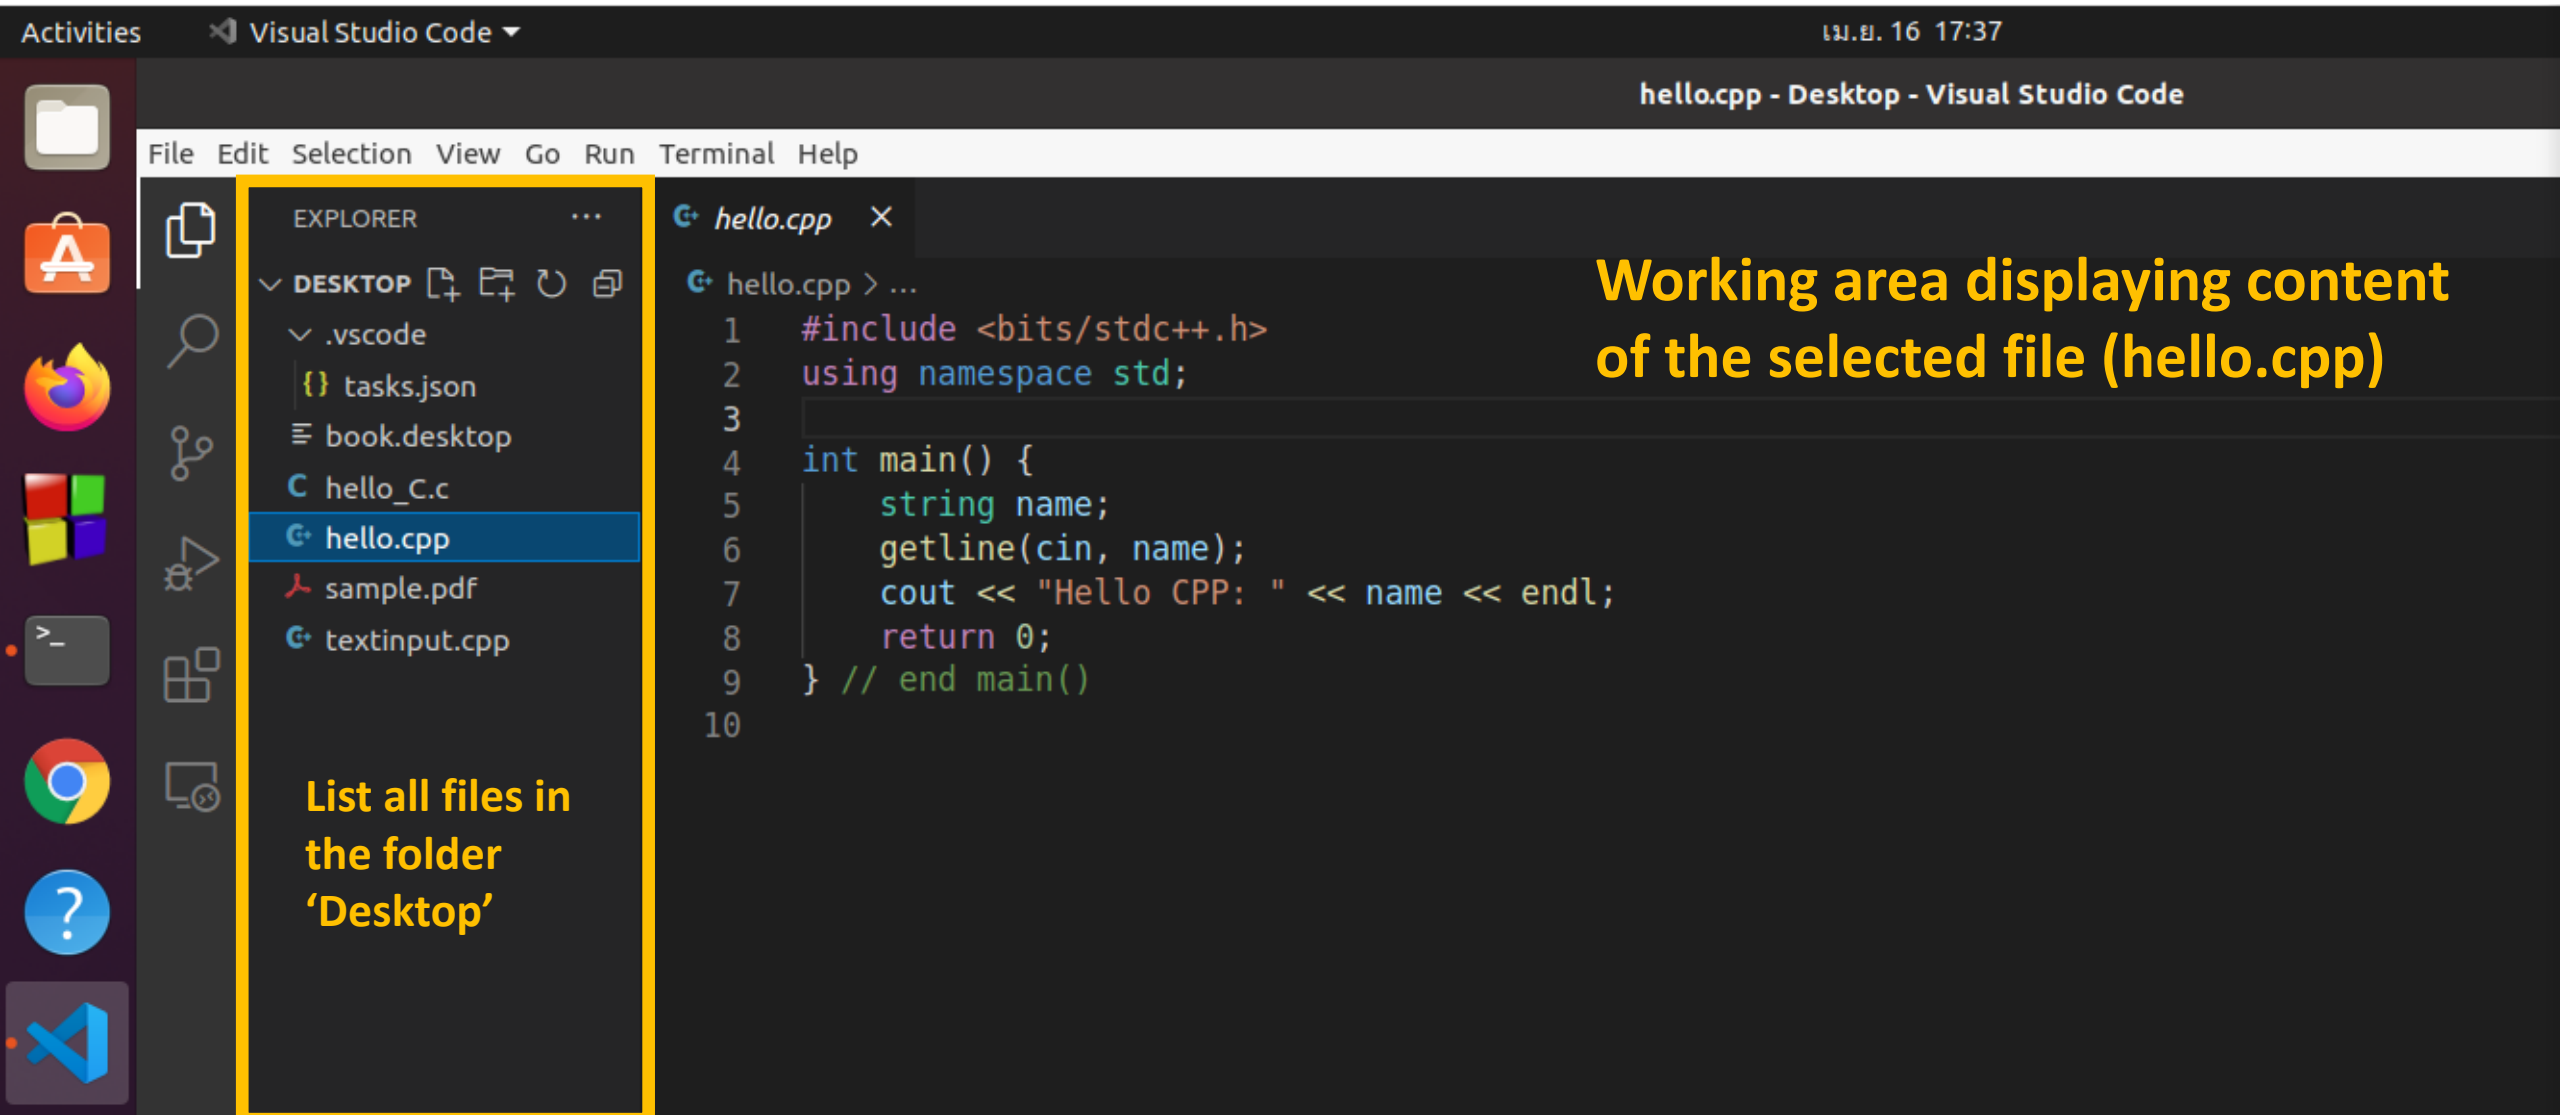 Activities Visual Studio Code เม.ย. 16 17:37
hello.cpp - Desktop - Visual Studio Code
File Edit Selection View Go Run Terminal Help
EXPLORER ···
DESKTOP
.vscode
{} tasks.json
book.desktop
C hello_C.c
hello.cpp
sample.pdf
textinput.cpp
List all files in
the folder
‘Desktop’
hello.cpp
hello.cpp > ...
1 #include <bits/stdc++.h>
2 using namespace std;
3
4 int main() {
5     string name;
6     getline(cin, name);
7     cout << "Hello CPP: " << name << endl;
8     return 0;
9 } // end main()
10
Working area displaying content
of the selected file (hello.cpp)